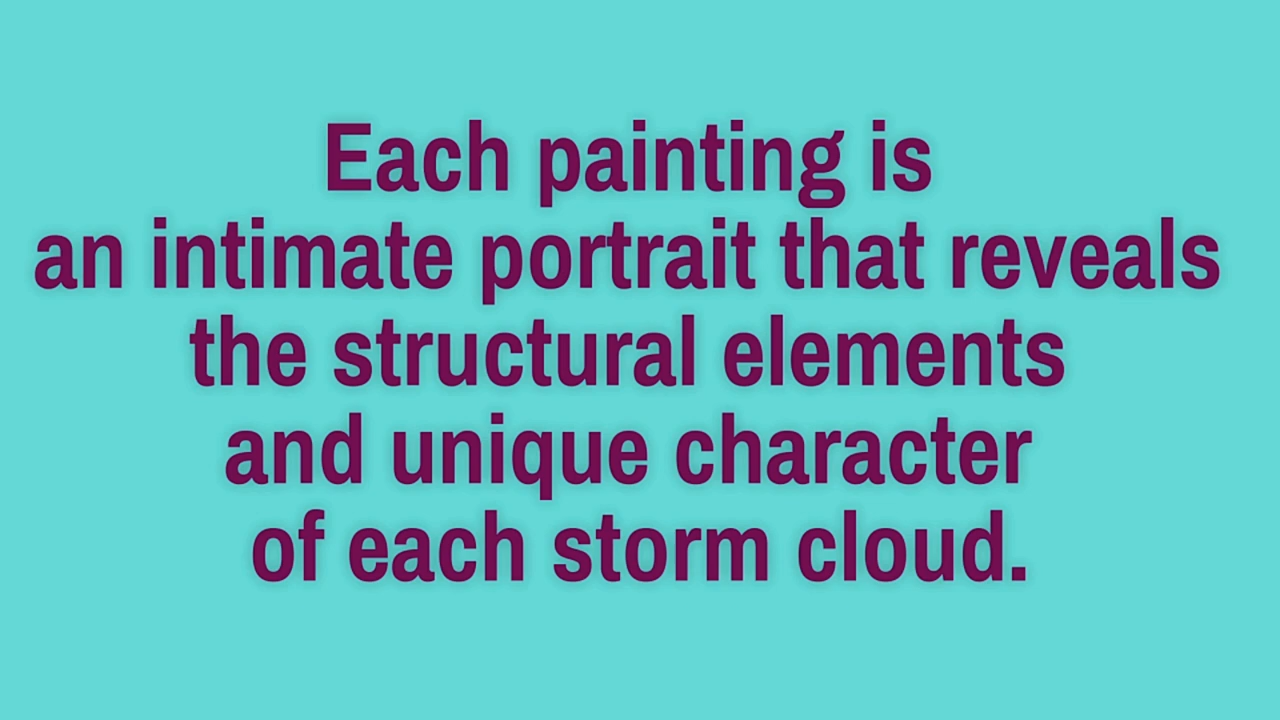 Each painting is
an intimate portrait that reveals
the structural elements
and unique character
of each storm cloud.